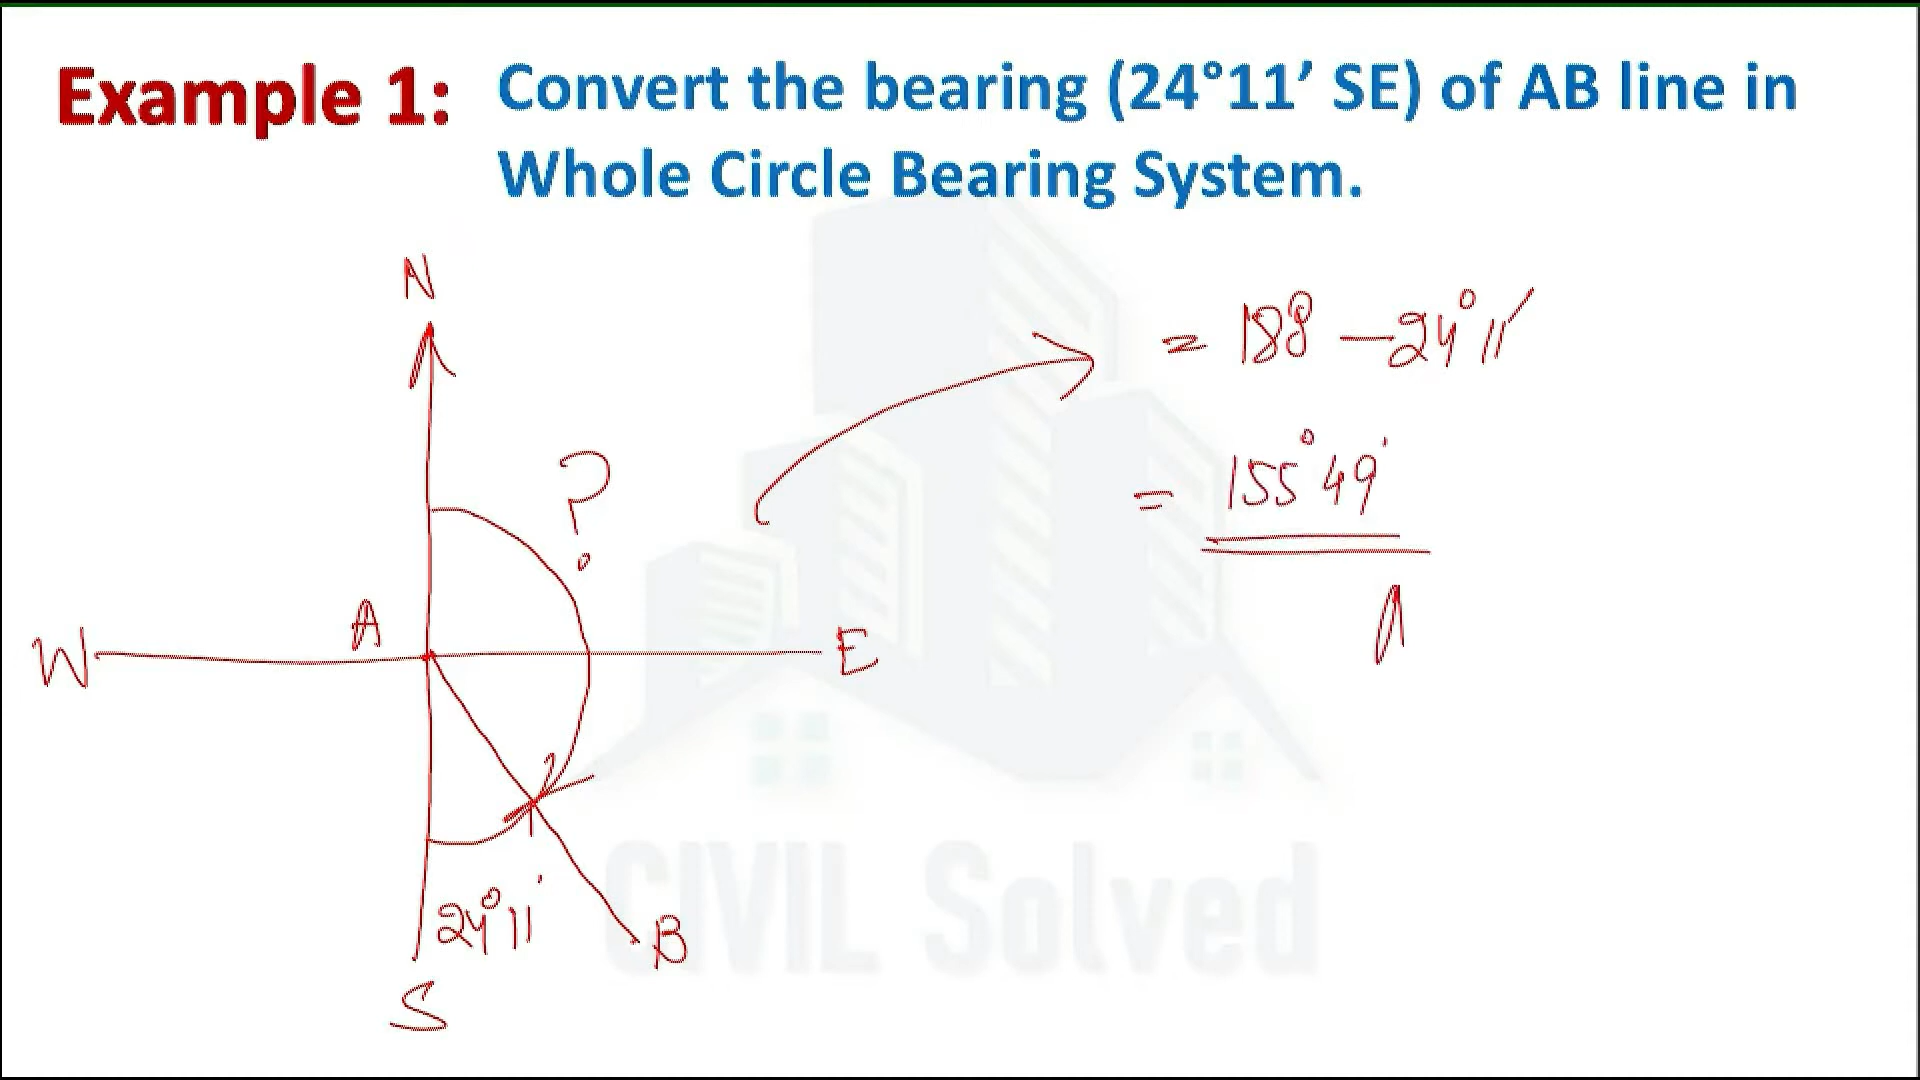 Example 1: Convert the bearing (24°11’ SE) of AB line in
Whole Circle Bearing System.
N
= 180° - 24°11'
?
= 155°49'
A
W
E
24°11'
B
S
CIVIL Solved